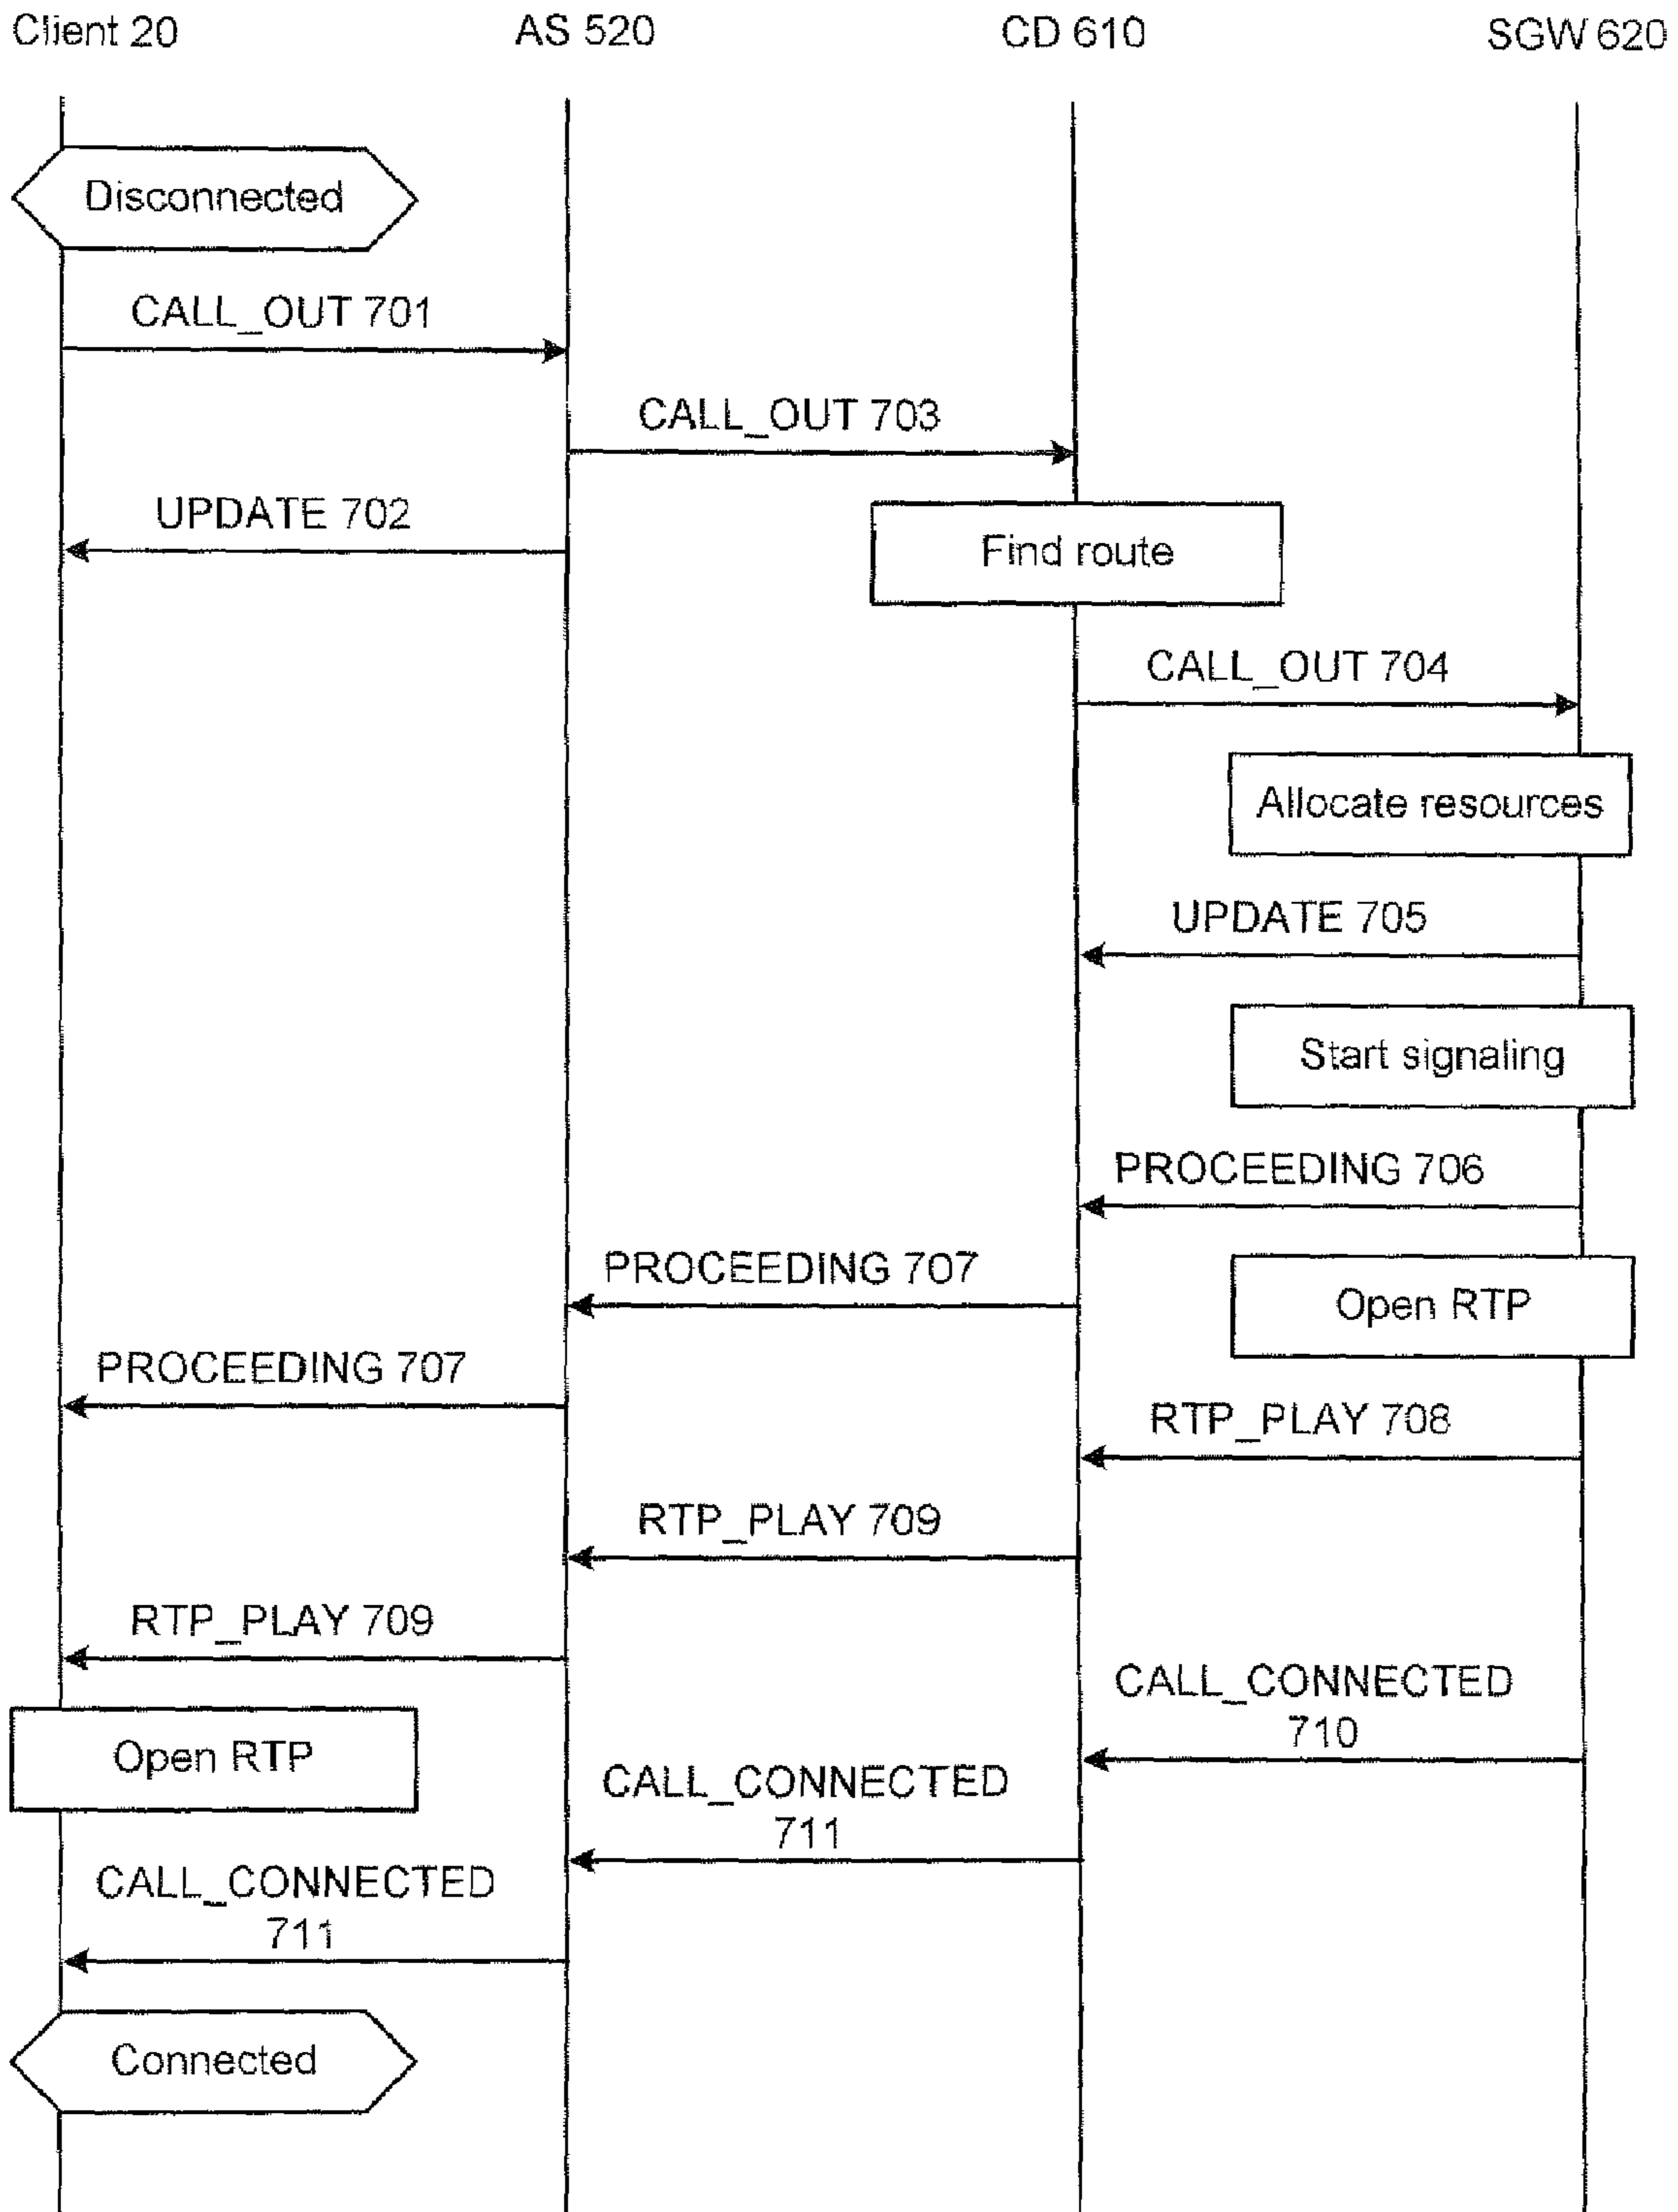 Client 20
AS 520
CD 610
SGW 620
Disconnected
CALL_OUT 701
CALL_OUT 703
UPDATE 702
Find route
CALL_OUT 704
Allocate resources
UPDATE 705
Start signaling
PROCEEDING 706
PROCEEDING 707
Open RTP
PROCEEDING 707
RTP_PLAY 708
RTP_PLAY 709
RTP_PLAY 709
CALL_CONNECTED
710
Open RTP
CALL_CONNECTED
711
CALL_CONNECTED
711
Connected